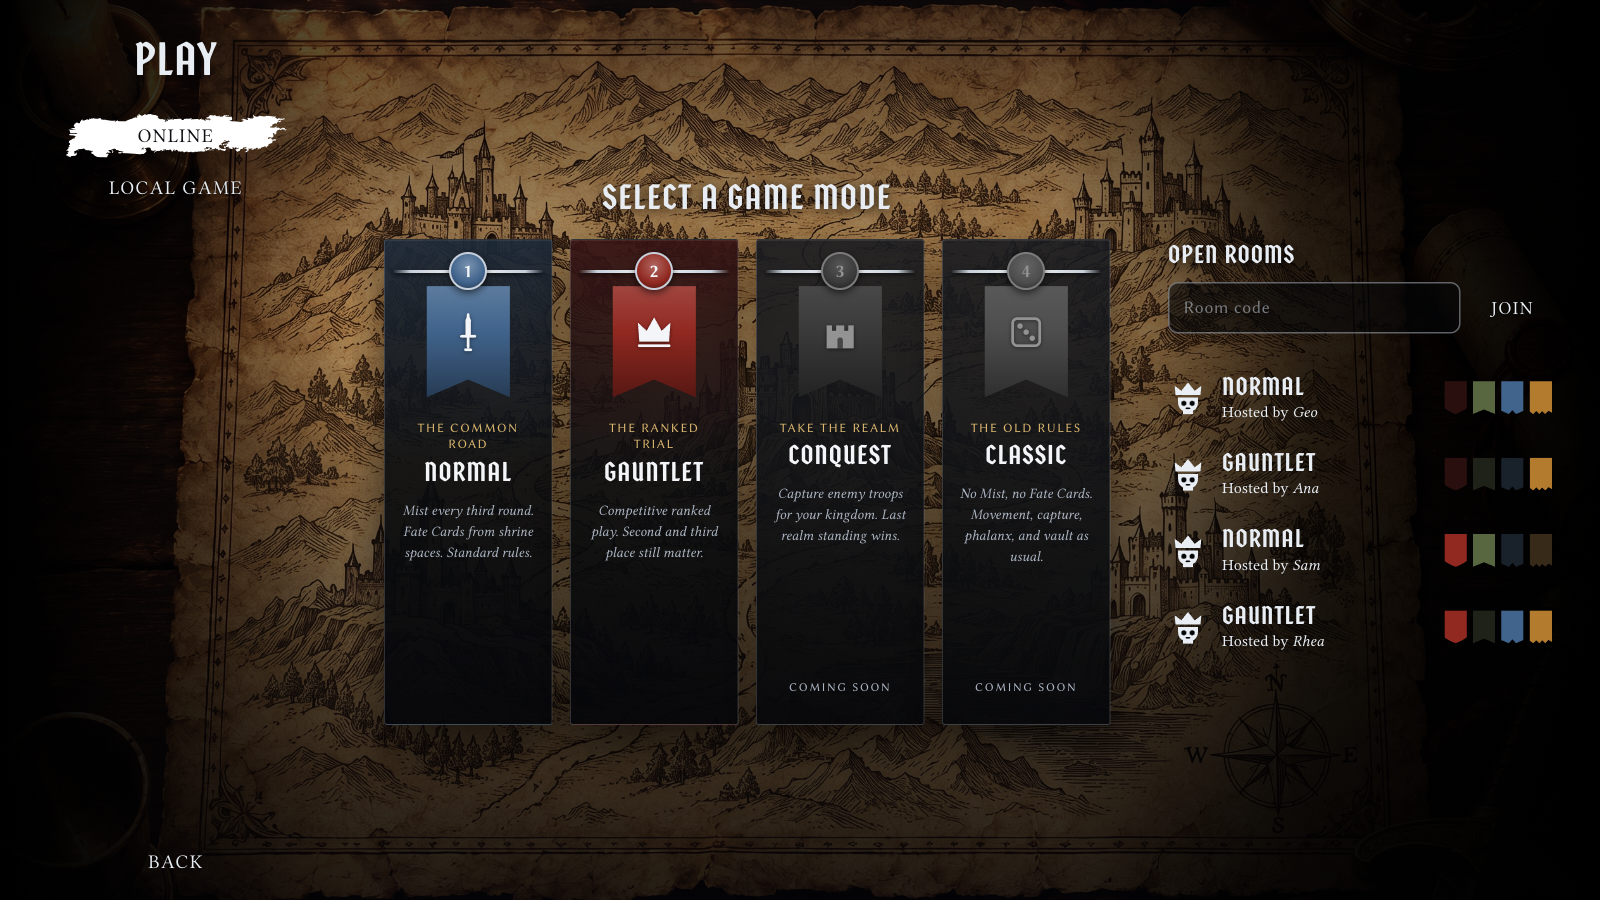 PLAY
ONLINE
LOCAL GAME
SELECT A GAME MODE
1
THE COMMON
ROAD
NORMAL
Mist every third round.
Fate Cards from shrine
spaces. Standard rules.
2
THE RANKED
TRIAL
GAUNTLET
Competitive ranked
play. Second and third
place still matter.
3
TAKE THE REALM
CONQUEST
Capture enemy troops
for your kingdom. Last
realm standing wins.
COMING SOON
4
THE OLD RULES
CLASSIC
No Mist, no Fate Cards.
Movement, capture,
phalanx, and vault as
usual.
COMING SOON
OPEN ROOMS
Room code
JOIN
NORMAL
Hosted by Geo
GAUNTLET
Hosted by Ana
NORMAL
Hosted by Sam
GAUNTLET
Hosted by Rhea
N
W
E
S
BACK